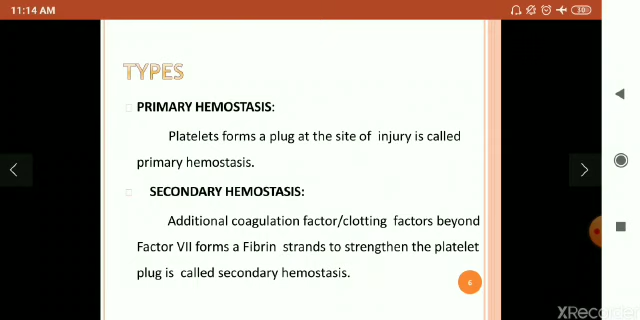 11:14 AM
30
TYPES
PRIMARY HEMOSTASIS:
Platelets forms a plug at the site of injury is called
primary hemostasis.
SECONDARY HEMOSTASIS:
Additional coagulation factor/clotting factors beyond
Factor VII forms a Fibrin strands to strengthen the platelet
plug is called secondary hemostasis.
6
XRecorder